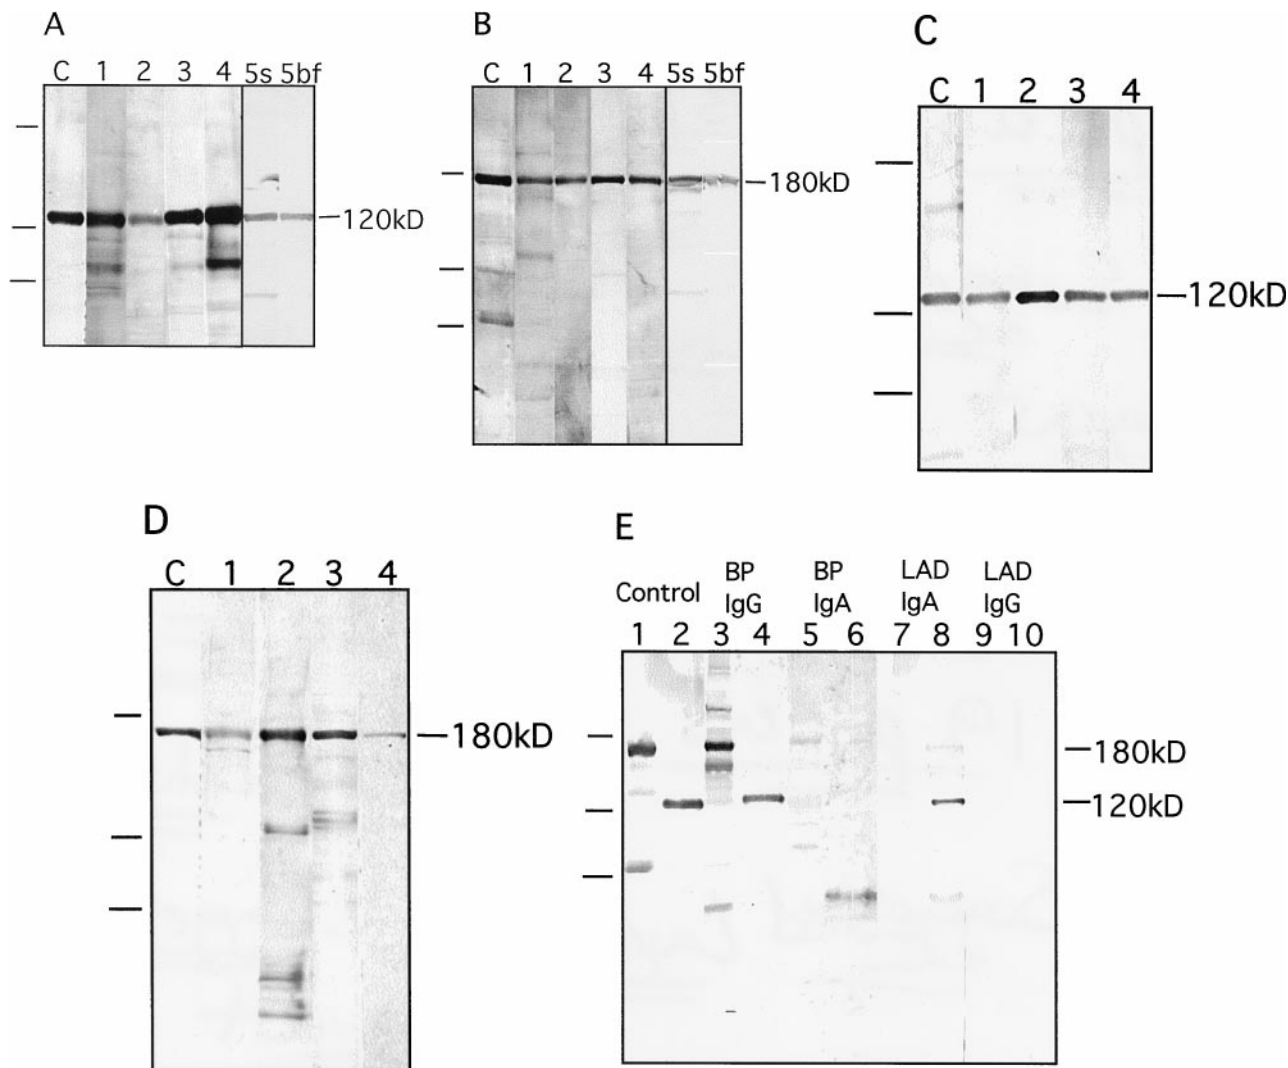 A
C 1 2 3 4 5s 5bf
120kD
B
C 1 2 3 4 5s 5bf
180kD
C
C 1 2 3 4
120kD
D
C 1 2 3 4
180kD
E
Control BP IgG BP IgA LAD IgA LAD IgG
1 2 3 4 5 6 7 8 9 10
180kD
120kD